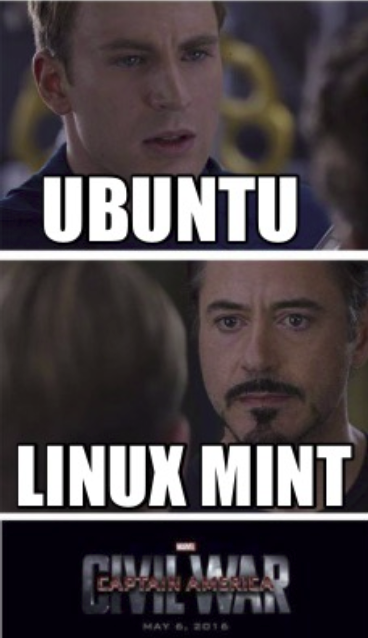 UBUNTU
LINUX MINT
MARVEL
CIVIL WAR
CAPTAIN AMERICA
MAY 6, 2016